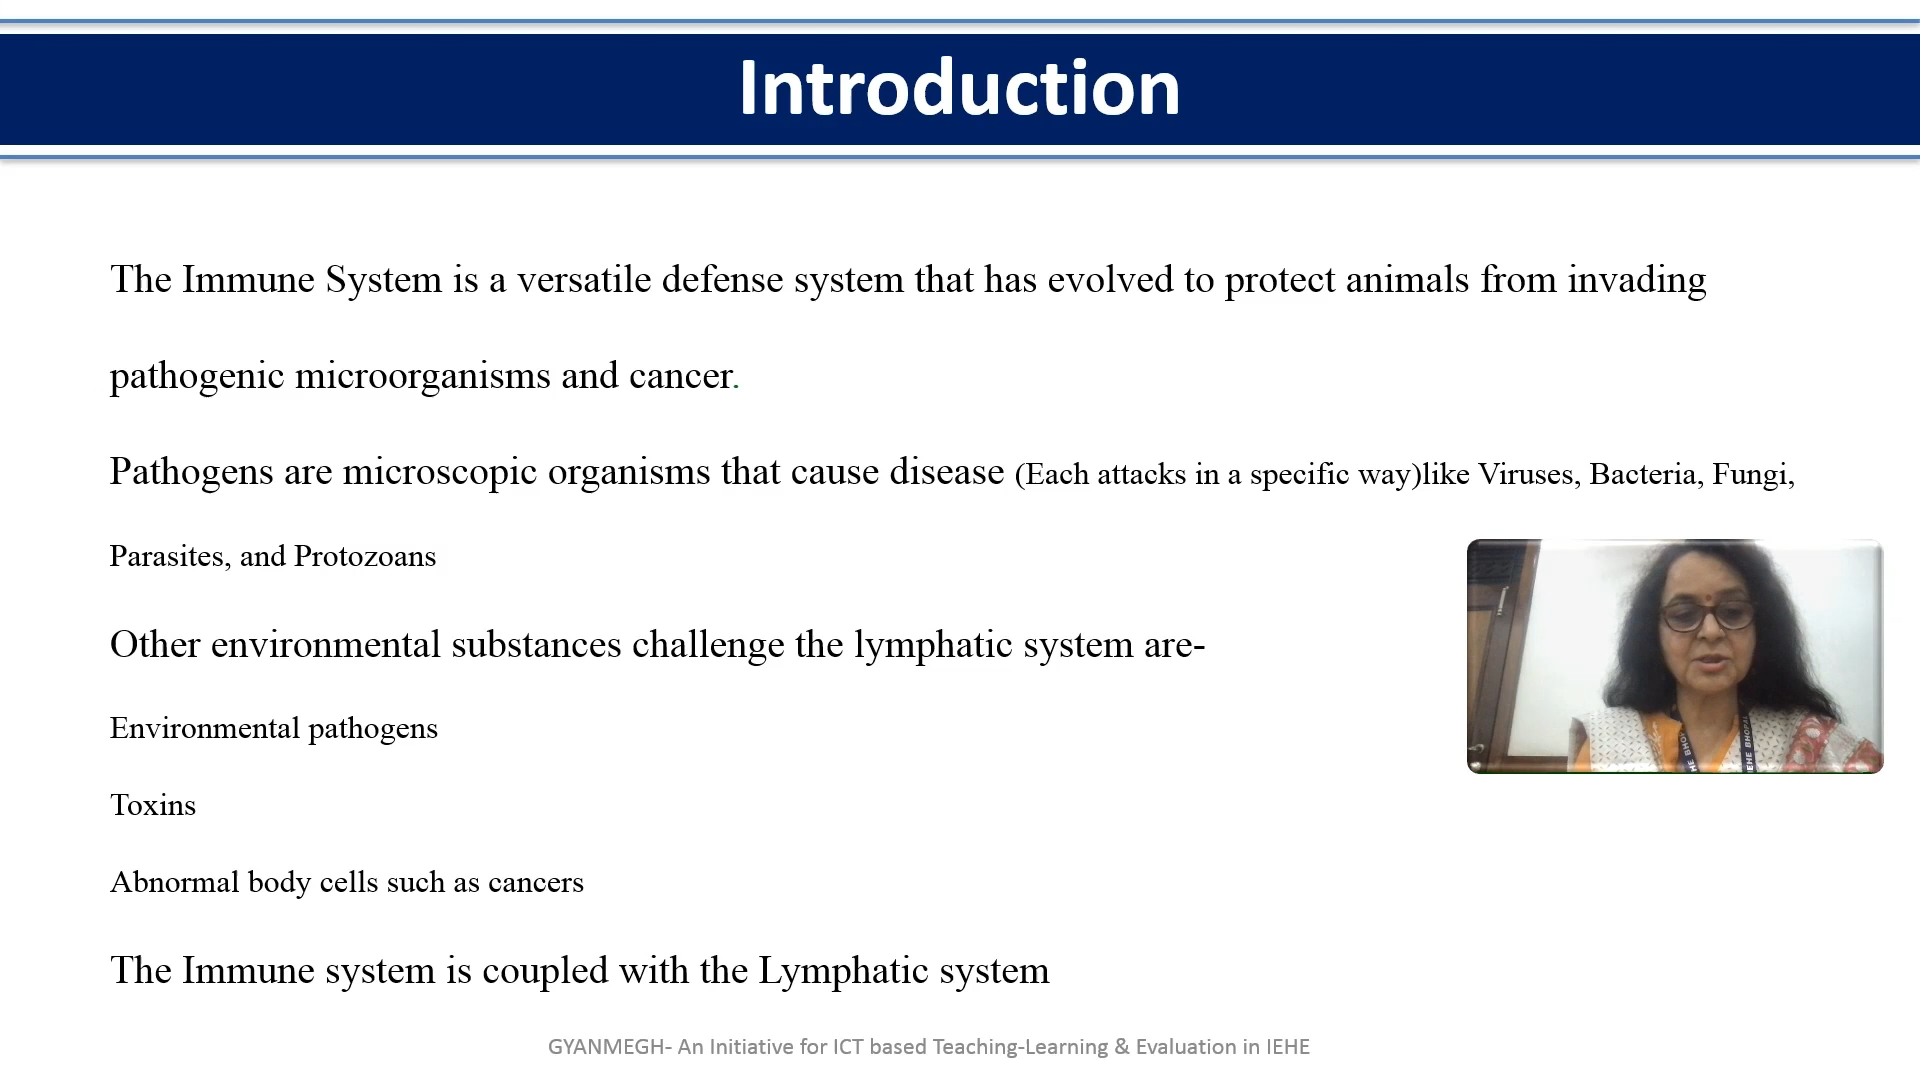 Introduction
The Immune System is a versatile defense system that has evolved to protect animals from invading
pathogenic microorganisms and cancer.
Pathogens are microscopic organisms that cause disease (Each attacks in a specific way)like Viruses, Bacteria, Fungi,
Parasites, and Protozoans
Other environmental substances challenge the lymphatic system are-
Environmental pathogens
Toxins
Abnormal body cells such as cancers
The Immune system is coupled with the Lymphatic system
IEHE BHOPAL
GYANMEGH- An Initiative for ICT based Teaching-Learning & Evaluation in IEHE